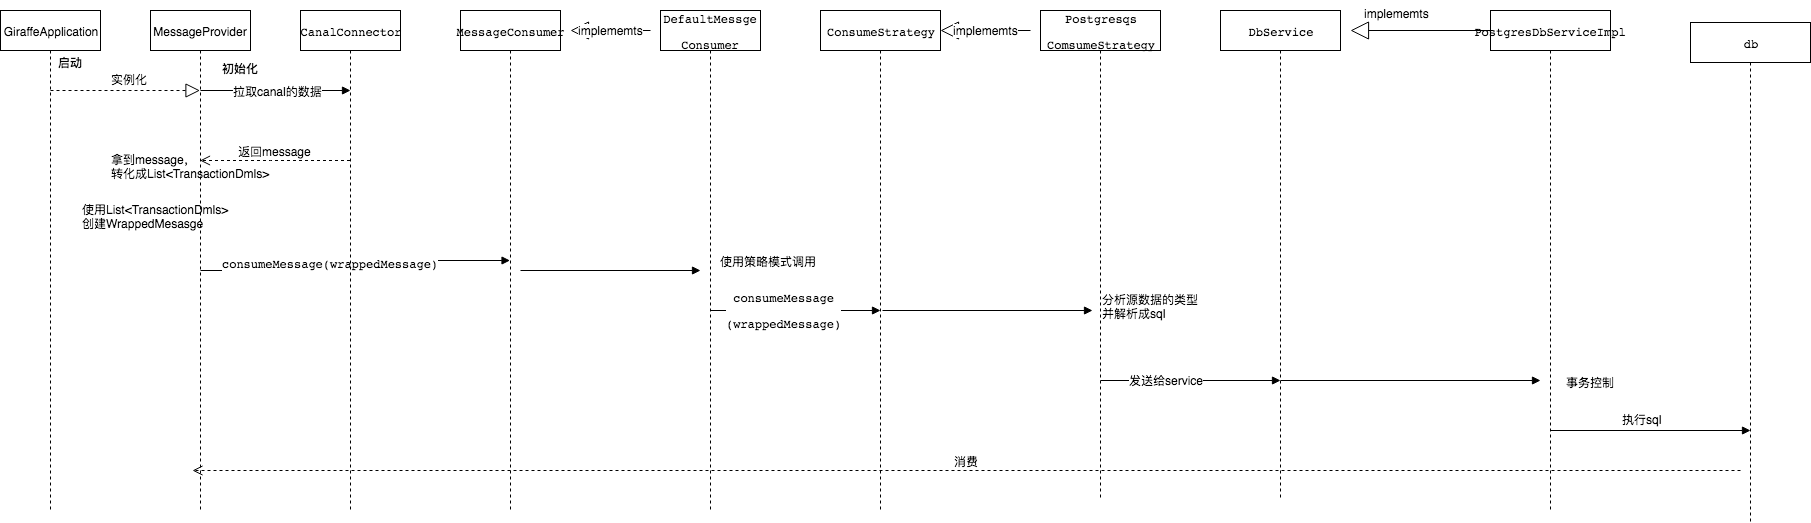 GiraffeApplication
MessageProvider
CanalConnector
MessageConsumer
implememts
DefaultMessge
Consumer
ConsumeStrategy
implememts
Postgresqs
ComsumeStrategy
DbService
implememts
PostgresDbServiceImpl
db
启动
初始化
实例化
拉取canal的数据
返回message
拿到message，
转化成List<TransactionDmls>
使用List<TransactionDmls>
创建WrappedMesasge
consumeMessage(wrappedMessage)
使用策略模式调用
consumeMessage
(wrappedMessage)
分析源数据的类型
并解析成sql
发送给service
事务控制
执行sql
消费